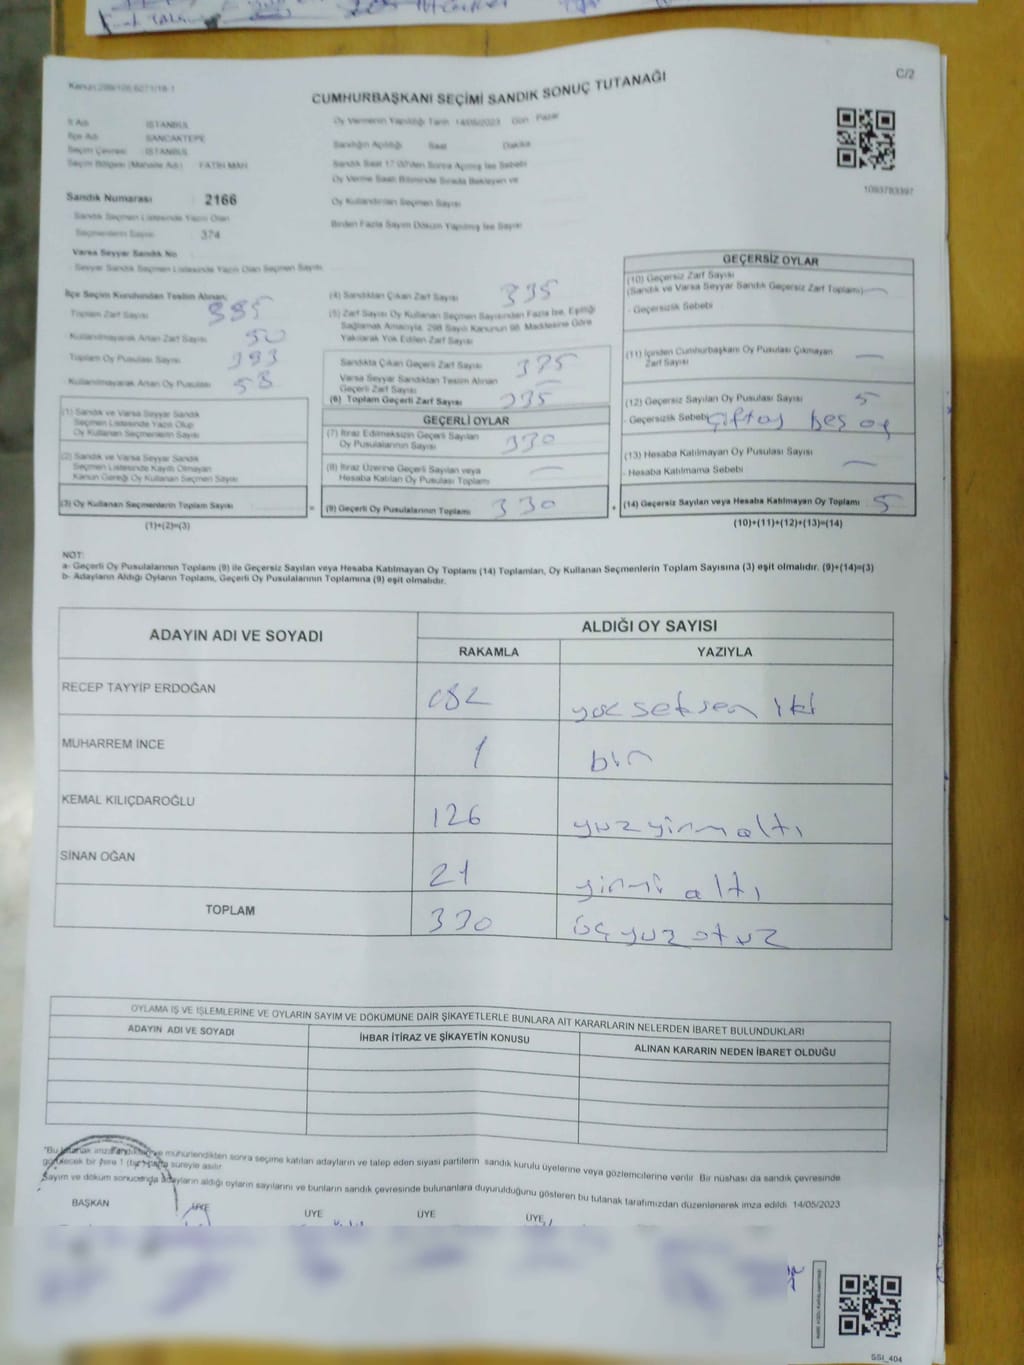 C/2
CUMHURBAŞKANI SEÇİMİ SANDIK SONUÇ TUTANAĞI
İl Adı İSTANBUL
İlçe Adı SANCAKTEPE
Seçim Çevresi İSTANBUL
Seçim Bölgesi (Mahalle Adı) FATİH MAH
Oy Vermenin Yapıldığı Tarih 14/05/2023 Gün Pazar
Sandığın Açıldığı Saat Dakika
Sandık Saat 17:00'den Sonra Açılmış İse Sebebi
Oy Verme Saati Bitiminde Sırada Bekleyen ve
Oy Kullandırılan Seçmen Sayısı
Birden Fazla Sayım Döküm Yapılmış İse Sayısı
1093783397
Sandık Numarası 2166
Sandık Seçmen Listesinde Yazılı Olan
Seçmenlerin Sayısı 374
Varsa Seyyar Sandık No
Seyyar Sandık Seçmen Listesinde Yazılı Olan Seçmen Sayısı
İlçe Seçim Kurulundan Teslim Alınan;
Toplam Zarf Sayısı
Kullanılmayarak Artan Zarf Sayısı 50
Toplam Oy Pusulası Sayısı 393
Kullanılmayarak Artan Oy Pusulası 58
(1) Sandık ve Varsa Seyyar Sandık
Seçmen Listesinde Yazılı Olup
Oy Kullanan Seçmenlerin Sayısı
(2) Sandık ve Varsa Seyyar Sandık
Seçmen Listesinde Kayıtlı Olmayan
Kanun Gereği Oy Kullanan Seçmen Sayısı
(3) Oy Kullanan Seçmenlerin Toplam Sayısı
(1)+(2)=(3)
(4) Sandıktan Çıkan Zarf Sayısı 335
(5) Zarf Sayısı Oy Kullanan Seçmen Sayısından Fazla İse, Eşitliği
Sağlamak Amacıyla, 298 Sayılı Kanunun 98. Maddesine Göre
Yakılarak Yok Edilen Zarf Sayısı
Sandıkta Çıkan Geçerli Zarf Sayısı
Varsa Seyyar Sandıktan Teslim Alınan
Geçerli Zarf Sayısı
(6) Toplam Geçerli Zarf Sayısı 335
GEÇERLİ OYLAR
(7) İtiraz Edilmeksizin Geçerli Sayılan
Oy Pusulalarının Sayısı 330
(8) İtiraz Üzerine Geçerli Sayılan veya
Hesaba Katılan Oy Pusulası Toplamı
= (9) Geçerli Oy Pusulalarının Toplamı 330 +
GEÇERSİZ OYLAR
(10) Geçersiz Zarf Sayısı
(Sandık ve Varsa Seyyar Sandık Geçersiz Zarf Toplamı)
- Geçersizlik Sebebi
(11) İçinden Cumhurbaşkanı Oy Pusulası Çıkmayan
Zarf Sayısı
(12) Geçersiz Sayılan Oy Pusulası Sayısı 5
- Geçersizlik Sebebi
(13) Hesaba Katılmayan Oy Pusulası Sayısı
- Hesaba Katılmama Sebebi
(14) Geçersiz Sayılan veya Hesaba Katılmayan Oy Toplamı 5
(10)+(11)+(12)+(13)=(14)
NOT:
a- Geçerli Oy Pusulalarının Toplamı (9) ile Geçersiz Sayılan veya Hesaba Katılmayan Oy Toplamı (14) Toplamları, Oy Kullanan Seçmenlerin Toplam Sayısına (3) eşit olmalıdır. (9)+(14)=(3)
b- Adayların Aldığı Oyların Toplamı, Geçerli Oy Pusulalarının Toplamına (9) eşit olmalıdır.
ADAYIN ADI VE SOYADI ALDIĞI OY SAYISI
RAKAMLA YAZIYLA
RECEP TAYYİP ERDOĞAN seksen iki
MUHARREM İNCE 1 bir
KEMAL KILIÇDAROĞLU 126 yuzyirmaltı
SİNAN OĞAN 21 yirmi altı
TOPLAM 330 üçyuz otuz
OYLAMA İŞ VE İŞLEMLERİNE VE OYLARIN SAYIM VE DÖKÜMÜNE DAİR ŞİKAYETLERLE BUNLARA AİT KARARLARIN NELERDEN İBARET BULUNDUKLARI
ADAYIN ADI VE SOYADI İHBAR İTİRAZ VE ŞİKAYETİN KONUSU ALINAN KARARIN NEDEN İBARET OLDUĞU
mühürlendikten sonra seçime katılan adayların ve talep eden siyasi partilerin sandık kurulu üyelerine veya gözlemcilerine verilir. Bir nüshası da sandık çevresinde
görülecek bir yere 1 (bir) hafta süreyle asılır.
Sayım ve döküm sonucunda adayların aldığı oyların sayılarını ve bunların sandık çevresinde bulunanlara duyurulduğunu gösteren bu tutanak tarafımızdan düzenlenerek imza edildi. 14/05/2023
BAŞKAN ÜYE ÜYE ÜYE ÜYE
SSI_404